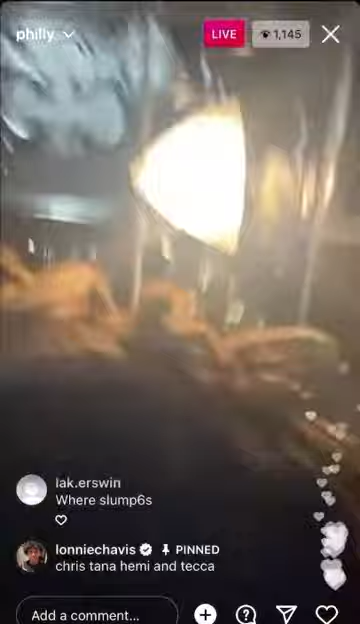 philly
LIVE
1,145
lak.erswin
Where slump6s
lonniechavis PINNED
chris tana hemi and tecca
Add a comment...